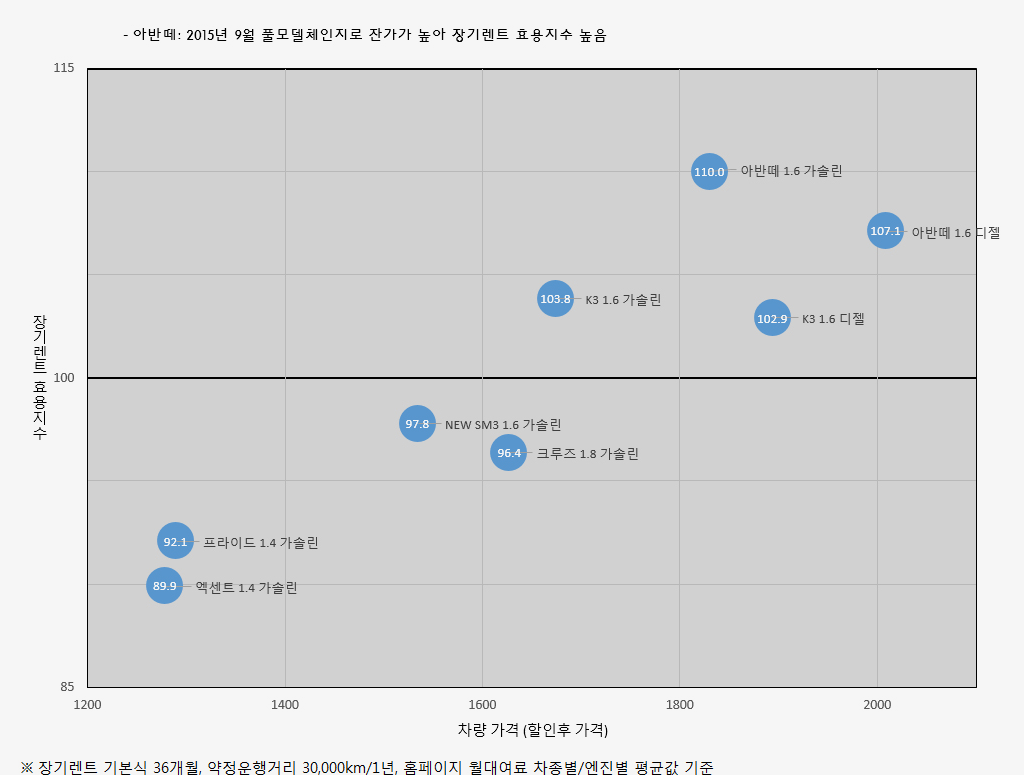 - 아반떼: 2015년 9월 풀모델체인지로 잔가가 높아 장기렌트 효용지수 높음
115
110.0 아반떼 1.6 가솔린
107.1 아반떼 1.6 디젤
103.8 K3 1.6 가솔린
102.9 K3 1.6 디젤
장기렌트 효용지수
100
97.8 NEW SM3 1.6 가솔린
96.4 크루즈 1.8 가솔린
92.1 프라이드 1.4 가솔린
89.9 엑센트 1.4 가솔린
85
1200 1400 1600 1800 2000
차량 가격 (할인후 가격)
※ 장기렌트 기본식 36개월, 약정운행거리 30,000km/1년, 홈페이지 월대여료 차종별/엔진별 평균값 기준